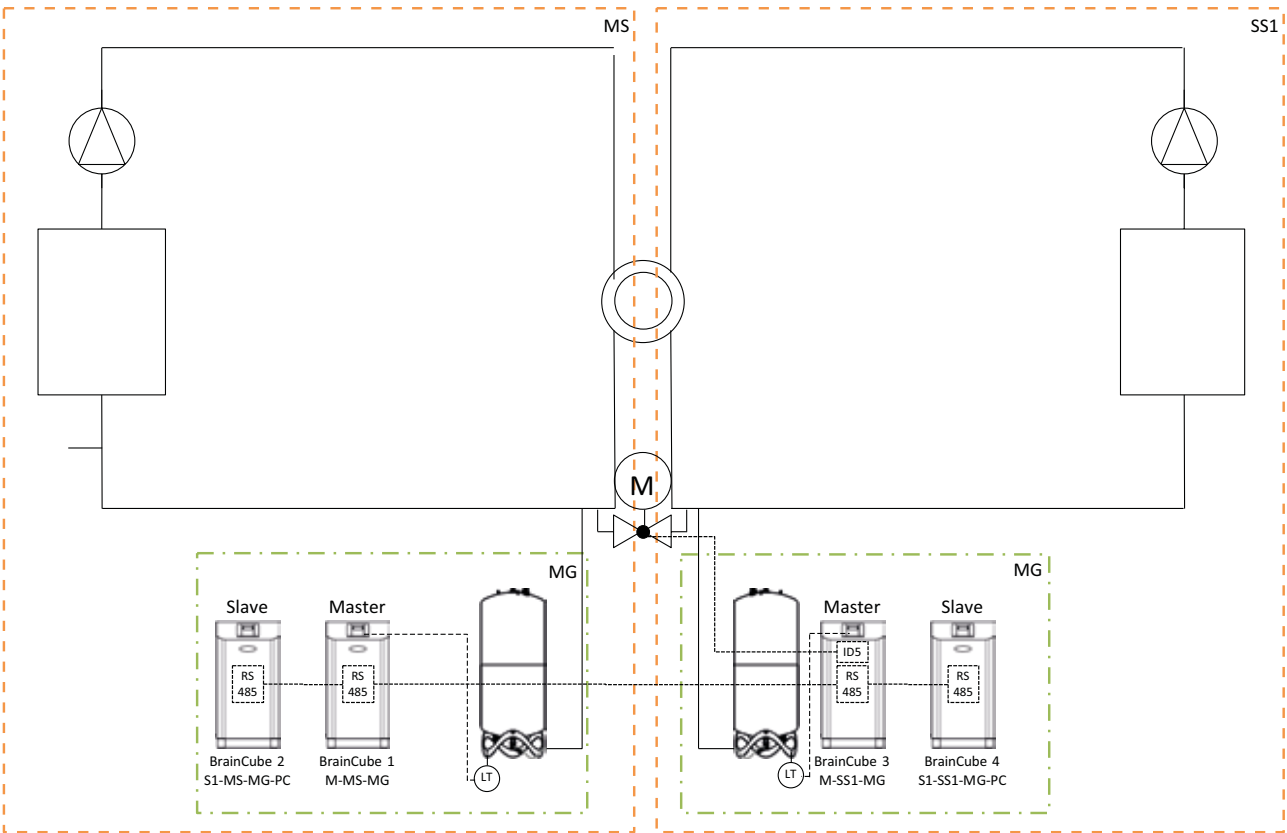 MS
SS1
M
MG
MG
Slave
Master
Master
Slave
ID5
RS
485
RS
485
RS
485
RS
485
LT
LT
BrainCube 2
S1-MS-MG-PC
BrainCube 1
M-MS-MG
BrainCube 3
M-SS1-MG
BrainCube 4
S1-SS1-MG-PC